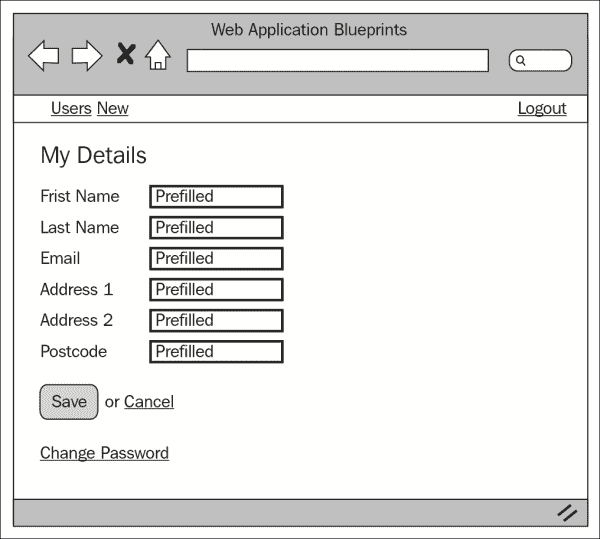 Web Application Blueprints
Users New Logout
My Details
Frist Name Prefilled
Last Name Prefilled
Email Prefilled
Address 1 Prefilled
Address 2 Prefilled
Postcode Prefilled
Save or Cancel
Change Password